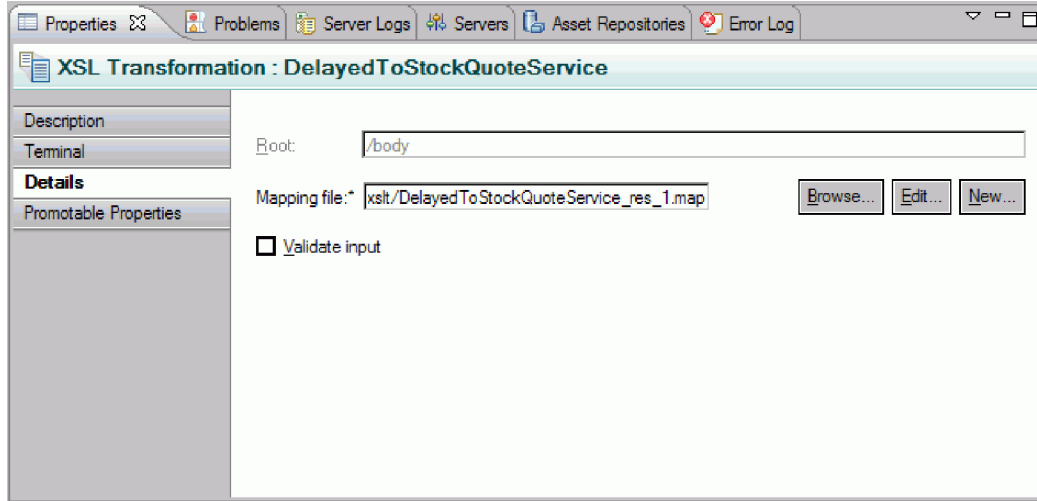 Properties Problems Server Logs Servers Asset Repositories Error Log
XSL Transformation : DelayedToStockQuoteService
Description
Terminal
Details
Promotable Properties
Root: /body
Mapping file:* xslt/DelayedToStockQuoteService_res_1.map Browse... Edit... New...
Validate input